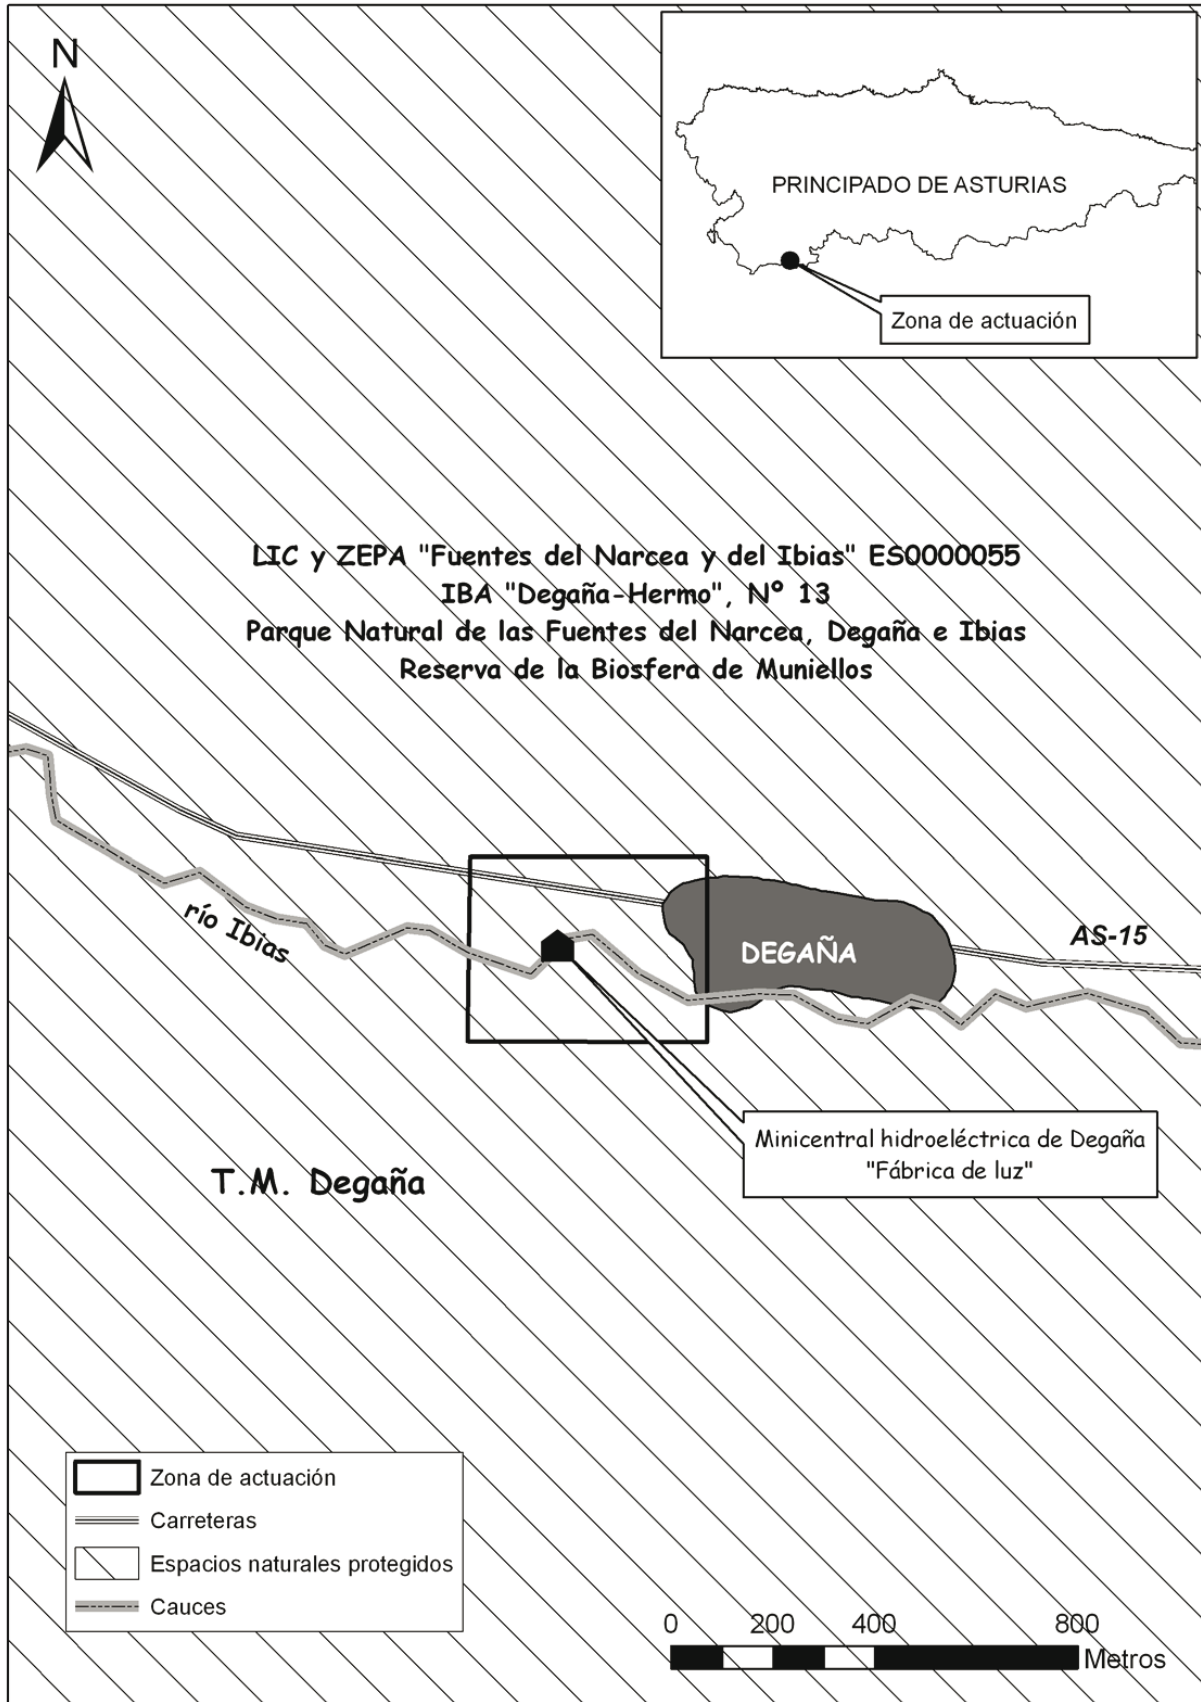 N
PRINCIPADO DE ASTURIAS
Zona de actuación
LIC y ZEPA "Fuentes del Narcea y del Ibias" ES0000055
IBA "Degaña-Hermo", Nº 13
Parque Natural de las Fuentes del Narcea, Degaña e Ibias
Reserva de la Biosfera de Muniellos
río Ibias
DEGAÑA
AS-15
Minicentral hidroeléctrica de Degaña
"Fábrica de luz"
T.M. Degaña
Zona de actuación
Carreteras
Espacios naturales protegidos
Cauces
0 200 400 800
Metros